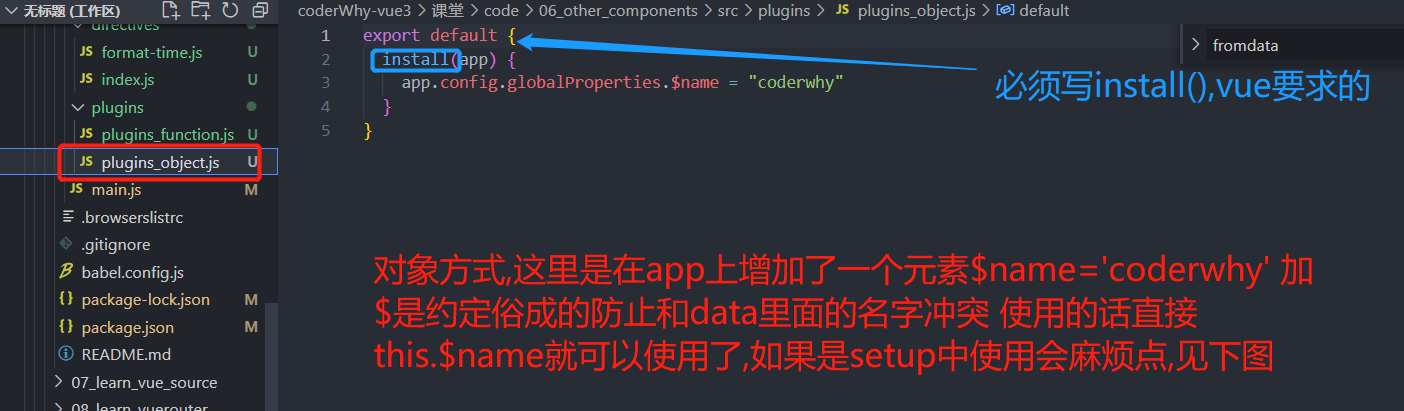 无标题 (工作区)
directives
JS format-time.js U
JS index.js U
plugins
JS plugins_function.js U
JS plugins_object.js U
JS main.js M
.browserslistrc
.gitignore
babel.config.js
{} package-lock.json M
{} package.json M
README.md
07_learn_vue_source
08_learn_vuerouter
coderWhy-vue3 > 课堂 > code > 06_other_components > src > plugins > JS plugins_object.js > default
1 export default {
2 install(app) {
3 app.config.globalProperties.$name = "coderwhy"
4 }
5 }
fromdata
必须写install(),vue要求的
对象方式,这里是在app上增加了一个元素$name='coderwhy' 加
$是约定俗成的防止和data里面的名字冲突 使用的话直接
this.$name就可以使用了,如果是setup中使用会麻烦点,见下图